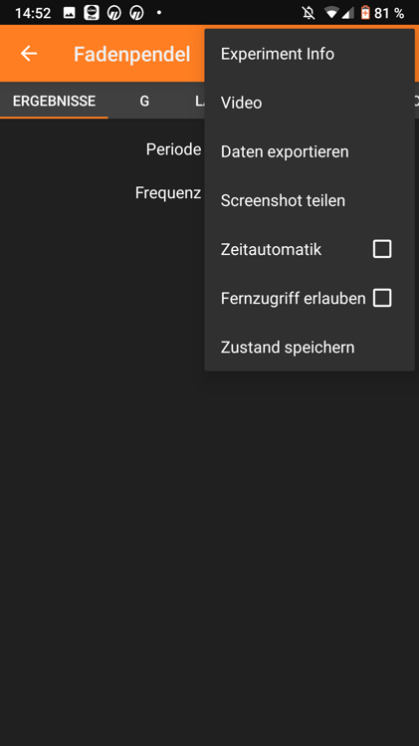 14:52
81 %
Fadenpendel
ERGEBNISSE
G
Periode
Frequenz
Experiment Info
Video
Daten exportieren
Screenshot teilen
Zeitautomatik
Fernzugriff erlauben
Zustand speichern